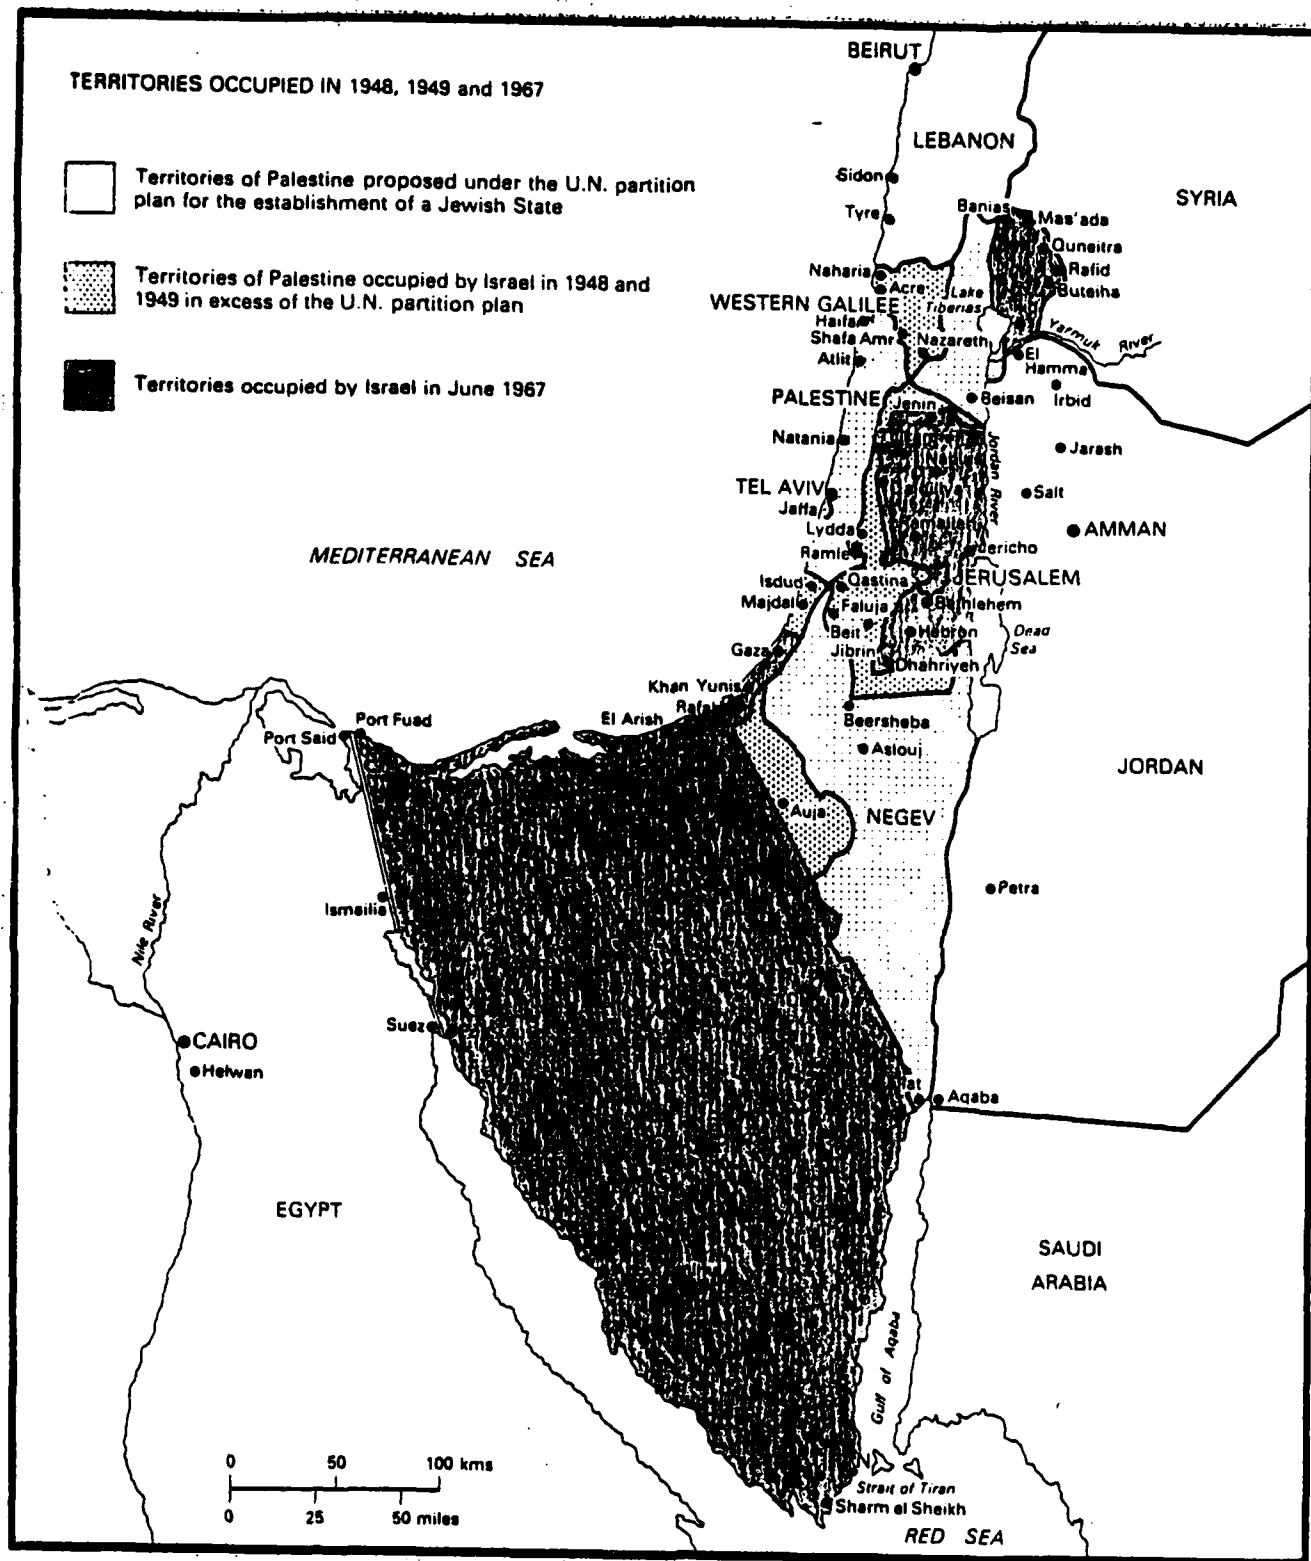 TERRITORIES OCCUPIED IN 1948, 1949 and 1967
Territories of Palestine proposed under the U.N. partition
plan for the establishment of a Jewish State
Territories of Palestine occupied by Israel in 1948 and
1949 in excess of the U.N. partition plan
Territories occupied by Israel in June 1967
BEIRUT
LEBANON
SYRIA
Sidon
Tyre
Banias
Mas'ada
Quneitra
Rafid
Buteiha
Naharia
Acre
Lake
Tiberias
WESTERN GALILEE
Haifa
Shafa Amr
Nazareth
Yarmuk River
Atlit
El
Hamma
PALESTINE
Jenin
Beisan
Irbid
Natania
Jarash
Jordan River
TEL AVIV
Jaffa
Salt
Lydda
Ramallah
AMMAN
Ramle
Jericho
MEDITERRANEAN SEA
Isdud
Qastina
JERUSALEM
Majdal
Faluja
Bethlehem
Beit
Jibrin
Hebron
Dead
Sea
Gaza
Dhahriyeh
Khan Yunis
Rafah
El Arish
Port Fuad
Port Said
Beersheba
Aslouj
JORDAN
Auja
NEGEV
Petra
Ismailia
Nile River
Suez
CAIRO
Helwan
Aqaba
EGYPT
SAUDI
ARABIA
Gulf of Aqaba
0 50 100 kms
0 25 50 miles
Strait of Tiran
Sharm el Sheikh
RED SEA